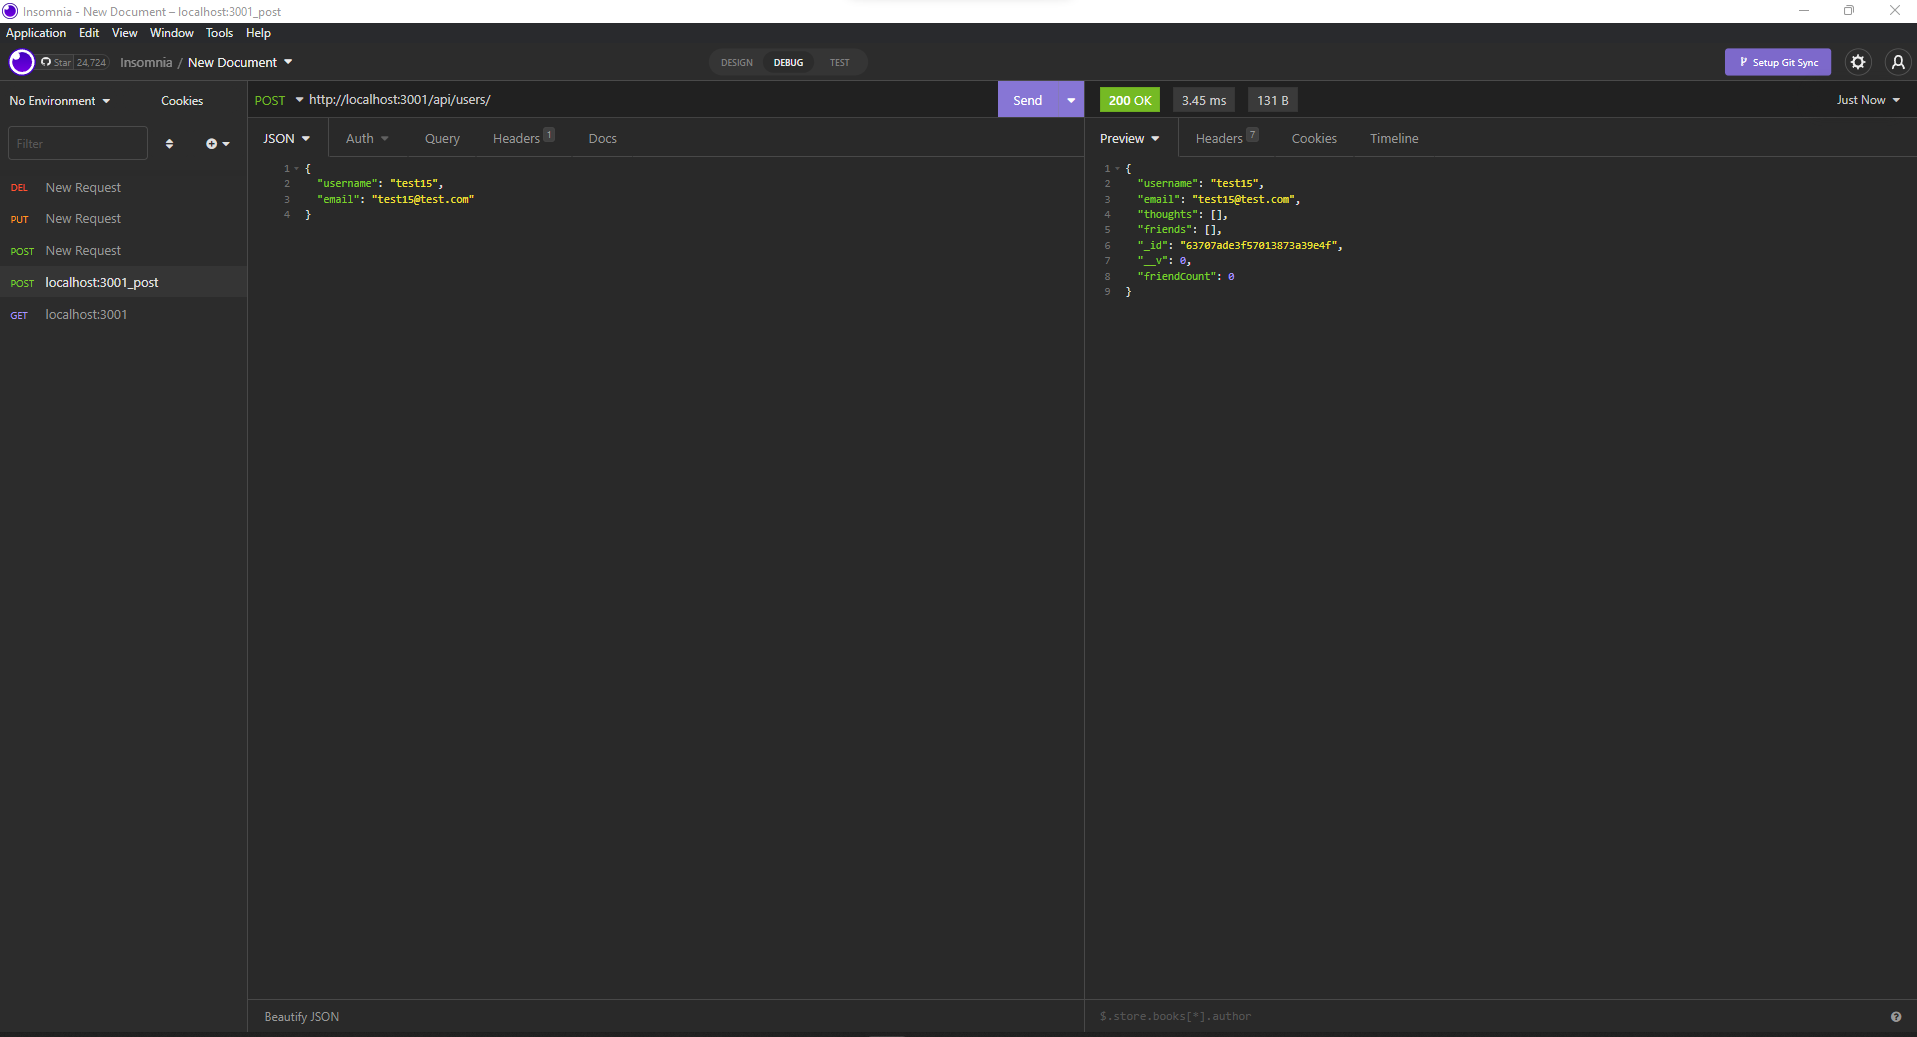 Insomnia - New Document – localhost:3001_post
Application Edit View Window Tools Help
Star 24,724 Insomnia / New Document DESIGN DEBUG TEST Setup Git Sync
No Environment Cookies POST http://localhost:3001/api/users/ Send 200 OK 3.45 ms 131 B Just Now
Filter
JSON Auth Query Headers 1 Docs
Preview Headers 7 Cookies Timeline
DEL New Request
PUT New Request
POST New Request
POST localhost:3001_post
GET localhost:3001
1 {
2 "username": "test15",
3 "email": "test15@test.com"
4 }
1 {
2 "username": "test15",
3 "email": "test15@test.com",
4 "thoughts": [],
5 "friends": [],
6 "_id": "63707ade3f57013873a39e4f",
7 "__v": 0,
8 "friendCount": 0
9 }
Beautify JSON
$.store.books[*].author
?